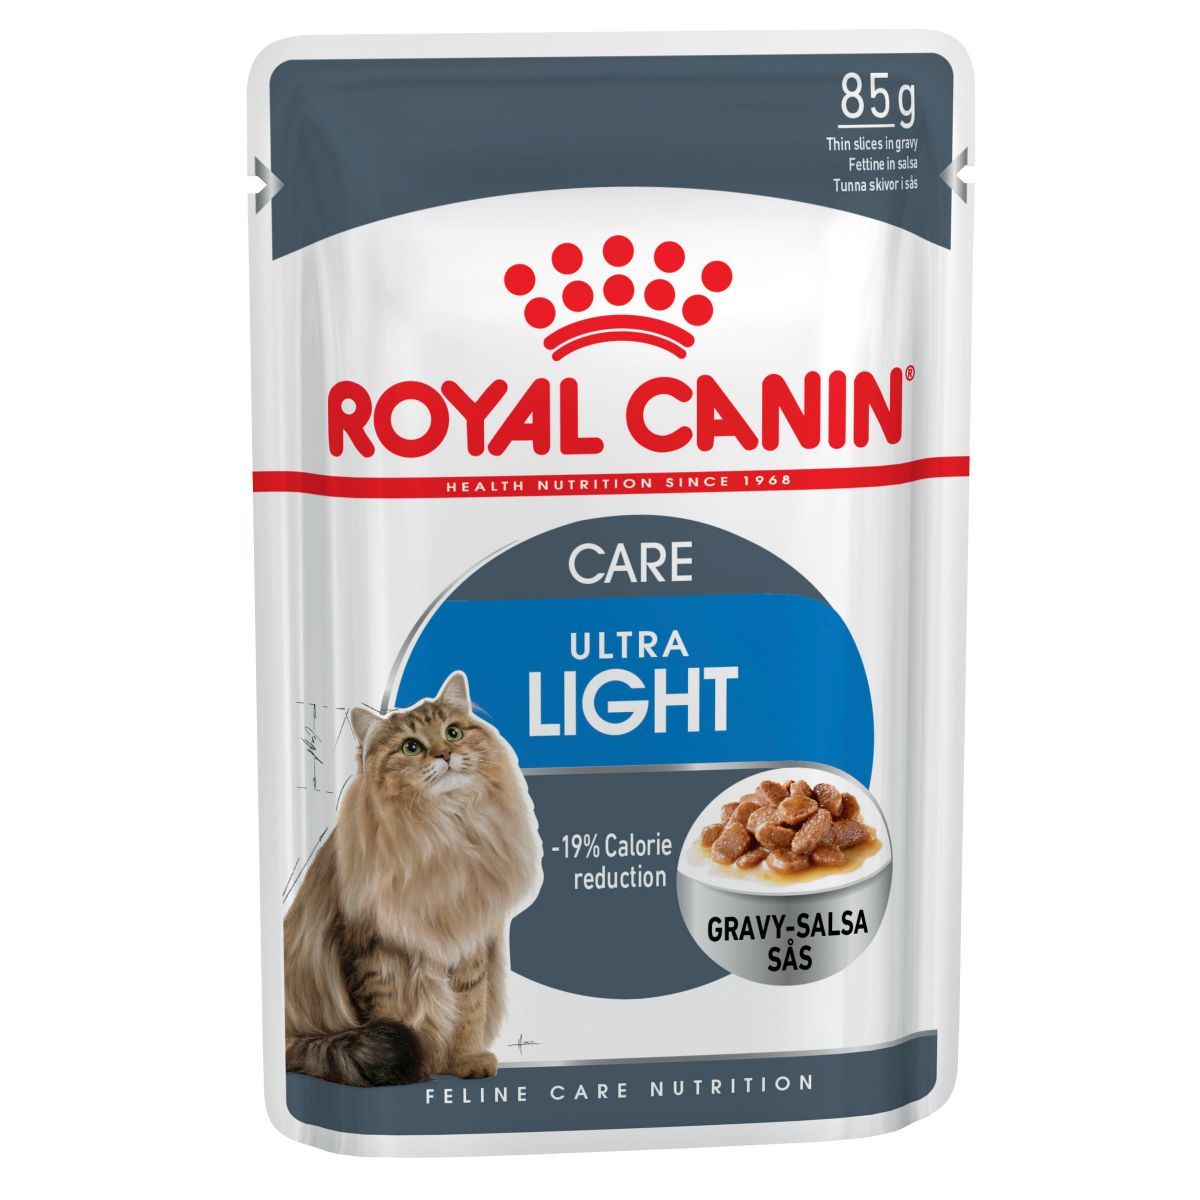 85g
Thin slices in gravy
Fettine in salsa
Tunna skivor i sås
ROYAL CANIN®
HEALTH NUTRITION SINCE 1968
CARE
ULTRA
LIGHT
-19% Calorie
reduction
GRAVY-SALSA
SÅS
FELINE CARE NUTRITION